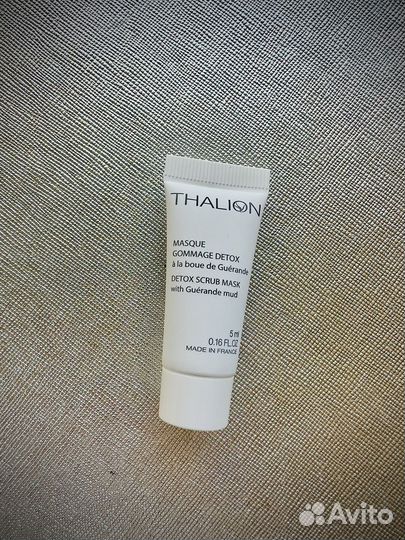 THALION
MASQUE
GOMMAGE DETOX
à la boue de Guérande
DETOX SCRUB MASK
with Guérande mud
5 ml
0.16 FL.OZ
MADE IN FRANCE
Avito